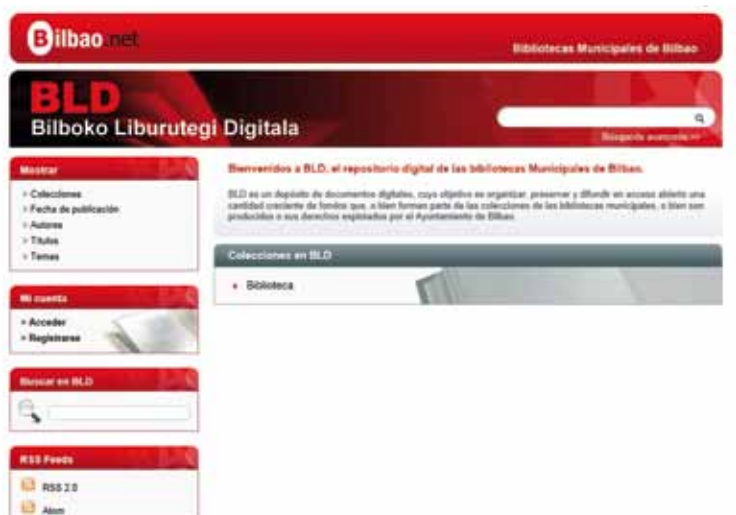 Bilbao.net
Bibliotecas Municipales de Bilbao
BLD
Bilboko Liburutegi Digitala
Búsqueda avanzada >>
Mostrar
> Colecciones
> Fecha de publicación
> Autores
> Títulos
> Temas
Bienvenidos a BLD, el repositorio digital de las bibliotecas Municipales de Bilbao.
BLD es un depósito de documentos digitales, cuyo objetivo es organizar, preservar y difundir en acceso abierto una
cantidad creciente de fondos que, o bien forman parte de las colecciones de las bibliotecas municipales, o bien son
producidos o sus derechos explotados por el Ayuntamiento de Bilbao.
Colecciones en BLD
Biblioteca
Mi cuenta
> Acceder
> Registrarse
Buscar en BLD
RSS Feeds
RSS 2.0
Atom